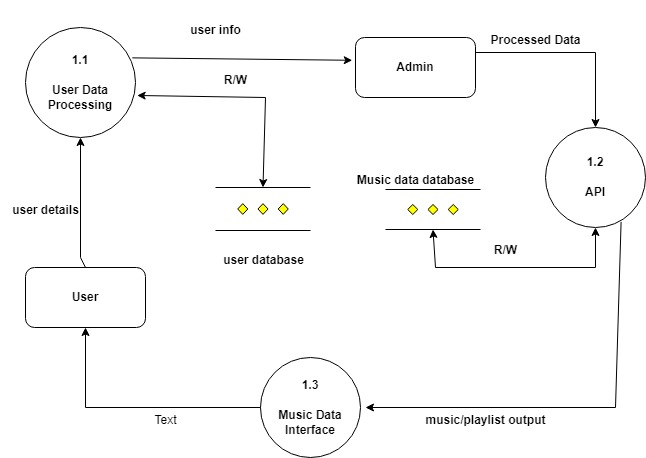 user info
1.1
User Data
Processing
Admin
Processed Data
R/W
1.2
API
Music data database
user details
user database
R/W
User
1.3
Music Data
Interface
Text
music/playlist output